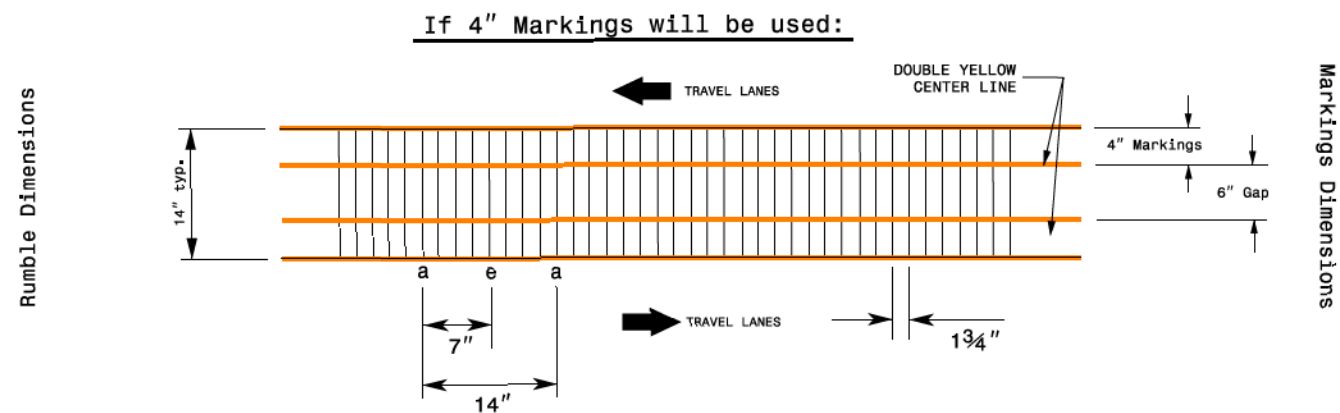 If 4" Markings will be used:
Rumble Dimensions
Markings Dimensions
TRAVEL LANES
DOUBLE YELLOW
CENTER LINE
14" typ.
4" Markings
6" Gap
a e a
TRAVEL LANES
7"
1¾"
14"